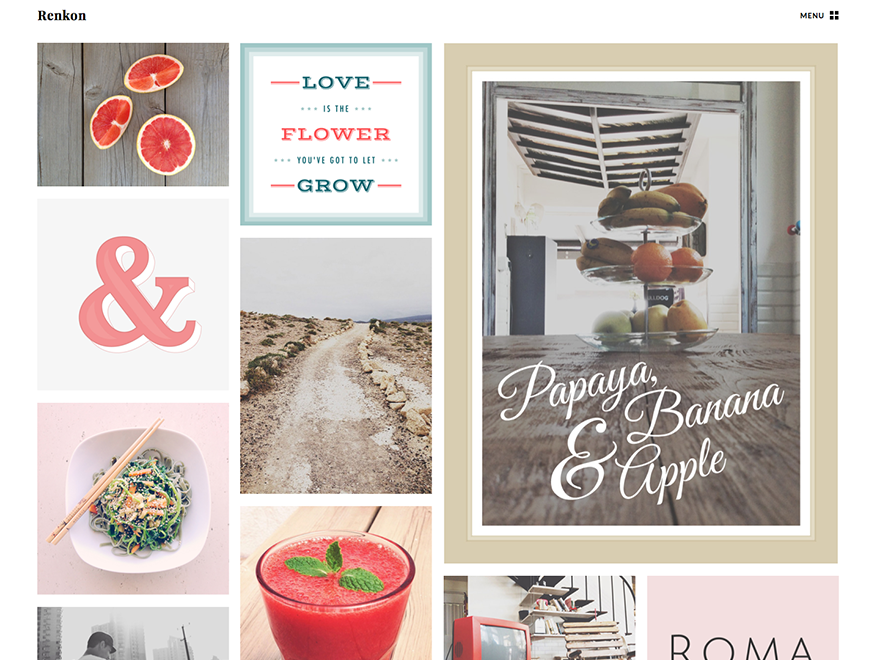 Renkon
MENU
LOVE
IS THE
FLOWER
YOU'VE GOT TO LET
GROW
&
Papaya,
Banana
& Apple
ROMA